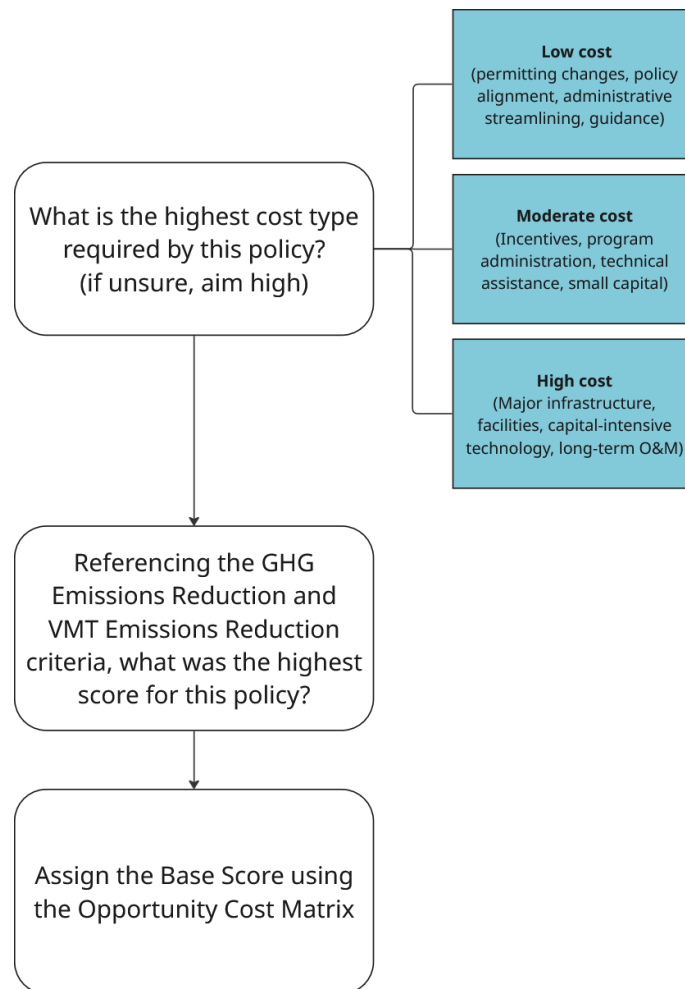 Low cost
(permitting changes, policy
alignment, administrative
streamlining, guidance)
What is the highest cost type
required by this policy?
(if unsure, aim high)
Moderate cost
(Incentives, program
administration, technical
assistance, small capital)
High cost
(Major infrastructure,
facilities, capital-intensive
technology, long-term O&M)
Referencing the GHG
Emissions Reduction and
VMT Emissions Reduction
criteria, what was the highest
score for this policy?
Assign the Base Score using
the Opportunity Cost Matrix